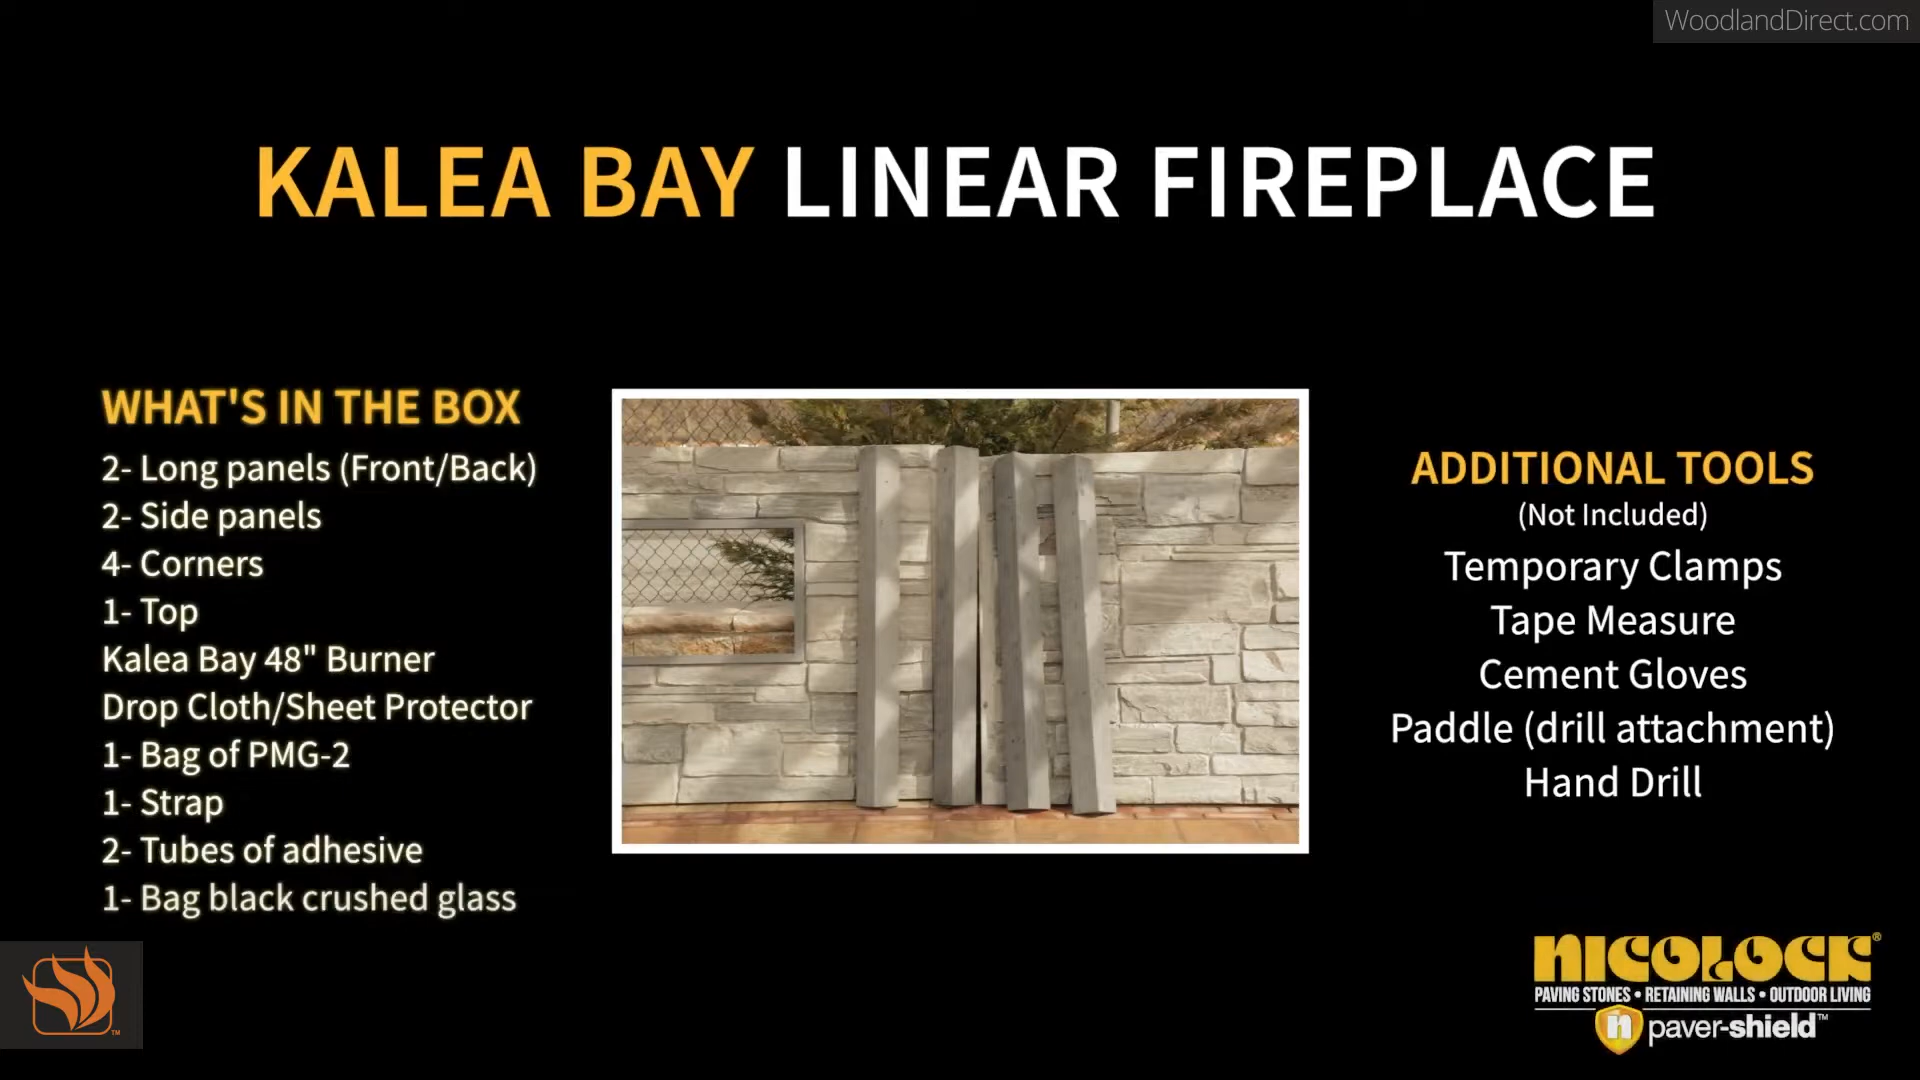 WoodlandDirect.com
KALEA BAY LINEAR FIREPLACE
WHAT'S IN THE BOX
2- Long panels (Front/Back)
2- Side panels
4- Corners
1- Top
Kalea Bay 48" Burner
Drop Cloth/Sheet Protector
1- Bag of PMG-2
1- Strap
2- Tubes of adhesive
1- Bag black crushed glass
ADDITIONAL TOOLS
(Not Included)
Temporary Clamps
Tape Measure
Cement Gloves
Paddle (drill attachment)
Hand Drill
NICOLOCK®
PAVING STONES • RETAINING WALLS • OUTDOOR LIVING
n paver-shield™
™